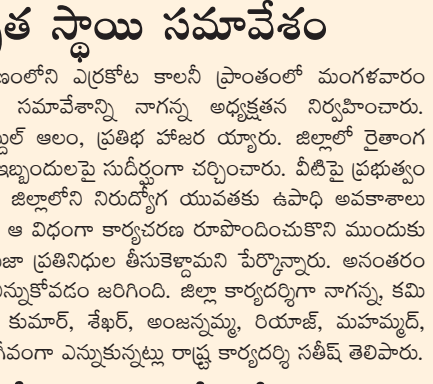 స్థాయి సమావేశం
ఎర్రకోట కాలనీ ప్రాంతంలో మంగళవారం
సమావేశాన్ని నాగన్న అధ్యక్షతన నిర్వహించారు.
ఆలం, ప్రతిభ హాజర య్యారు. జిల్లాలో రైతాంగ
ఇబ్బందులపై సుదీర్ఘంగా చర్చించారు. వీటిపై ప్రభుత్వం
జిల్లాలోని నిరుద్యోగ యువతకు ఉపాధి అవకాశాలు
ఆ విధంగా కార్యచరణ రూపొందించుకొని ముందుకు
ప్రతినిధుల తీసుకెళ్దామని పేర్కొన్నారు. అనంతరం
జరిగింది. జిల్లా కార్యదర్శిగా నాగన్న, కమి
కుమార్, శేఖర్, అంజన్నమ్మ, రియాజ్, మహమ్మద్,
ఎన్నుకున్నట్లు రాష్ట్ర కార్యదర్శి సతీష్ తెలిపారు.